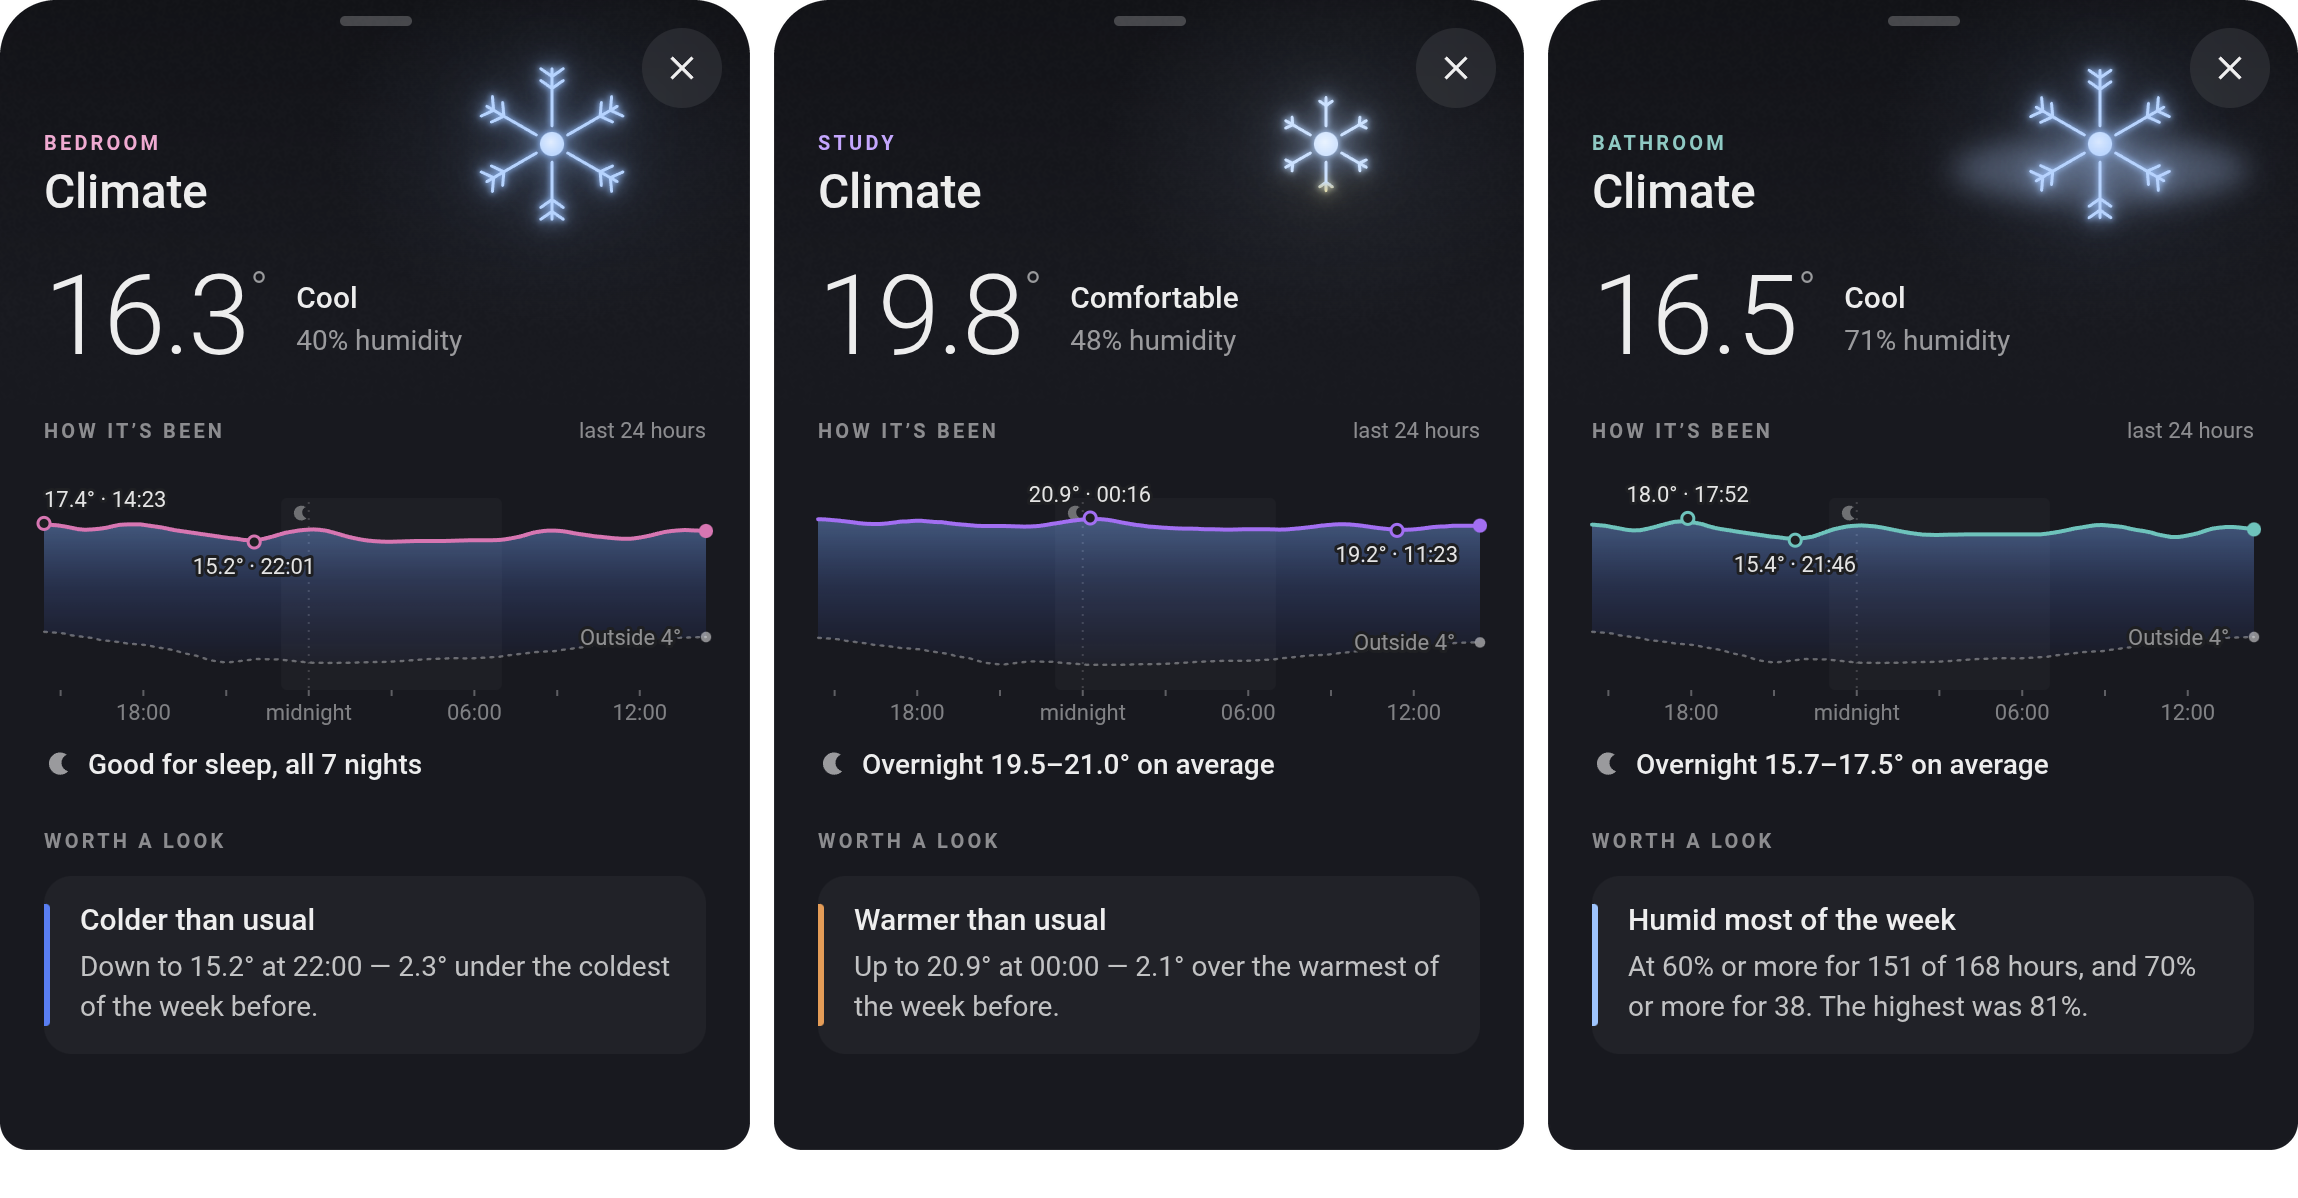 BEDROOM
Climate
16.3°
Cool
40% humidity
HOW IT'S BEEN
last 24 hours
17.4° · 14:23
15.2° · 22:01
Outside 4°
18:00
midnight
06:00
12:00
Good for sleep, all 7 nights
WORTH A LOOK
Colder than usual
Down to 15.2° at 22:00 — 2.3° under the coldest
of the week before.
STUDY
Climate
19.8°
Comfortable
48% humidity
HOW IT’S BEEN
last 24 hours
20.9° · 00:16
19.2° · 11:23
Outside 4°
18:00
midnight
06:00
12:00
Overnight 19.5–21.0° on average
WORTH A LOOK
Warmer than usual
Up to 20.9° at 00:00 — 2.1° over the warmest of
the week before.
BATHROOM
Climate
16.5°
Cool
71% humidity
HOW IT’S BEEN
last 24 hours
18.0° · 17:52
15.4° · 21:46
Outside 4°
18:00
midnight
06:00
12:00
Overnight 15.7–17.5° on average
WORTH A LOOK
Humid most of the week
At 60% or more for 151 of 168 hours, and 70%
or more for 38. The highest was 81%.